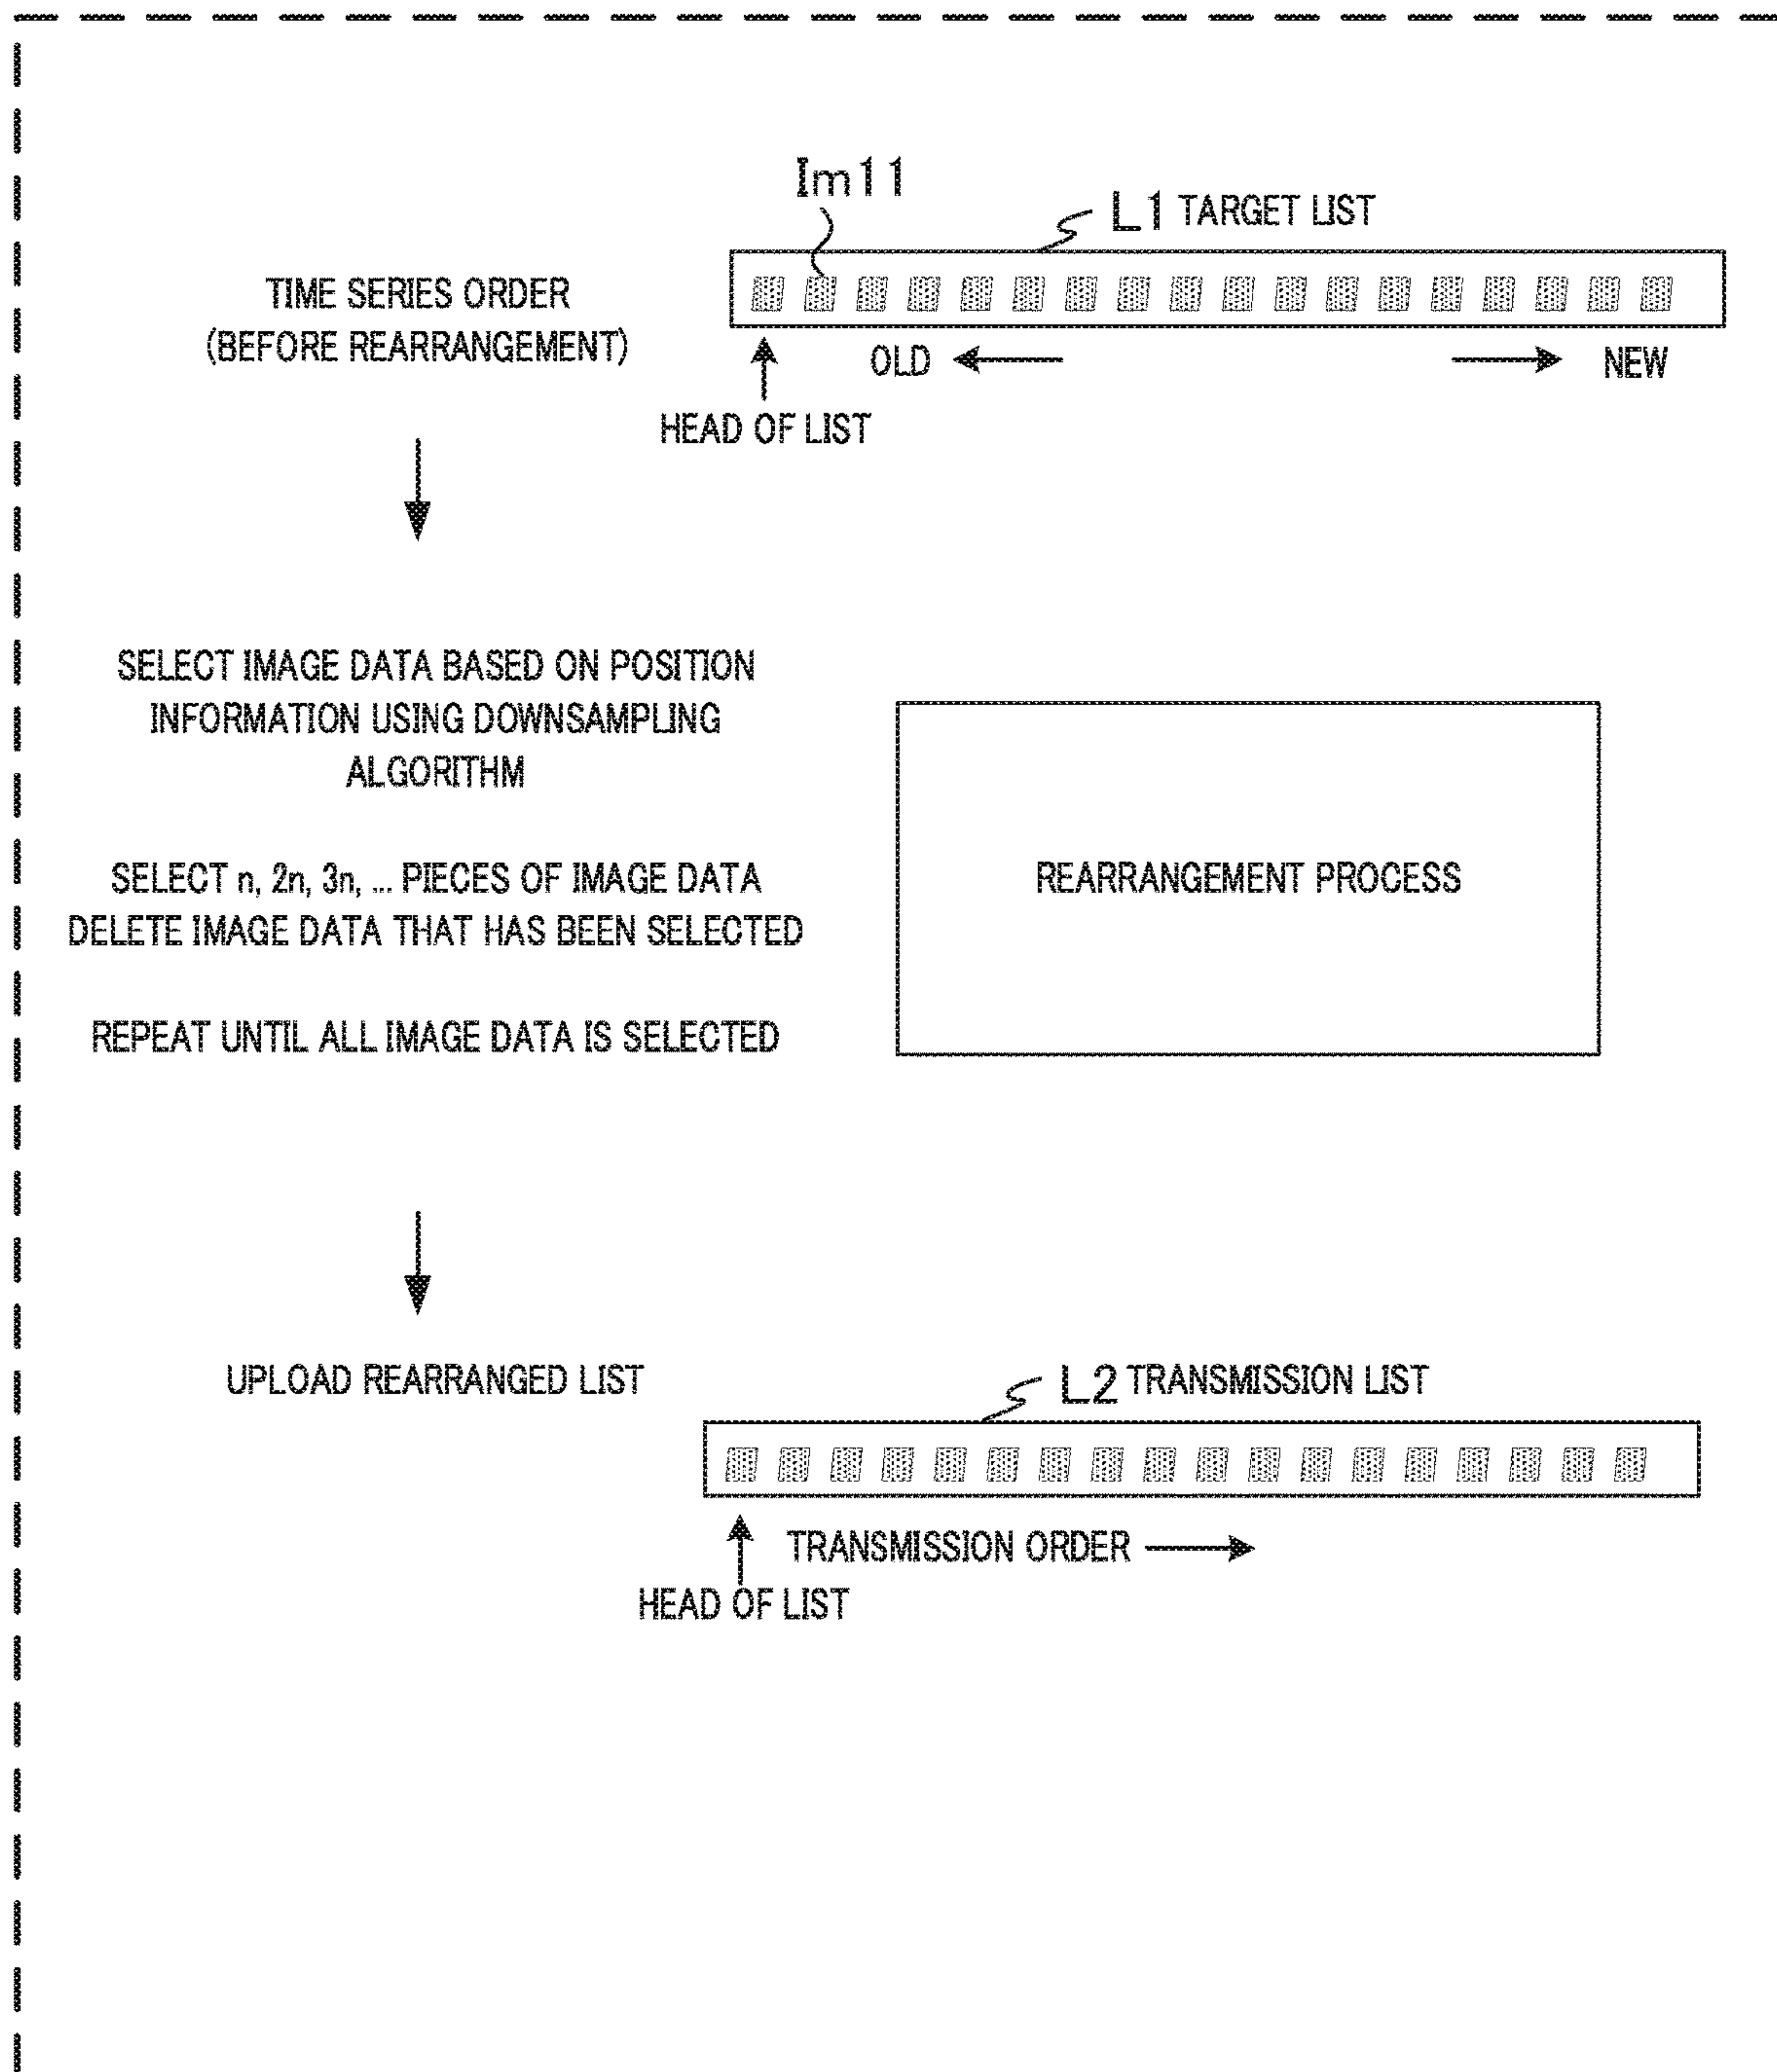 Im11
L1 TARGET LIST
TIME SERIES ORDER
(BEFORE REARRANGEMENT)
OLD
NEW
HEAD OF LIST
SELECT IMAGE DATA BASED ON POSITION
INFORMATION USING DOWNSAMPLING
ALGORITHM
SELECT n, 2n, 3n, ... PIECES OF IMAGE DATA
DELETE IMAGE DATA THAT HAS BEEN SELECTED
REPEAT UNTIL ALL IMAGE DATA IS SELECTED
REARRANGEMENT PROCESS
UPLOAD REARRANGED LIST
L2 TRANSMISSION LIST
TRANSMISSION ORDER
HEAD OF LIST